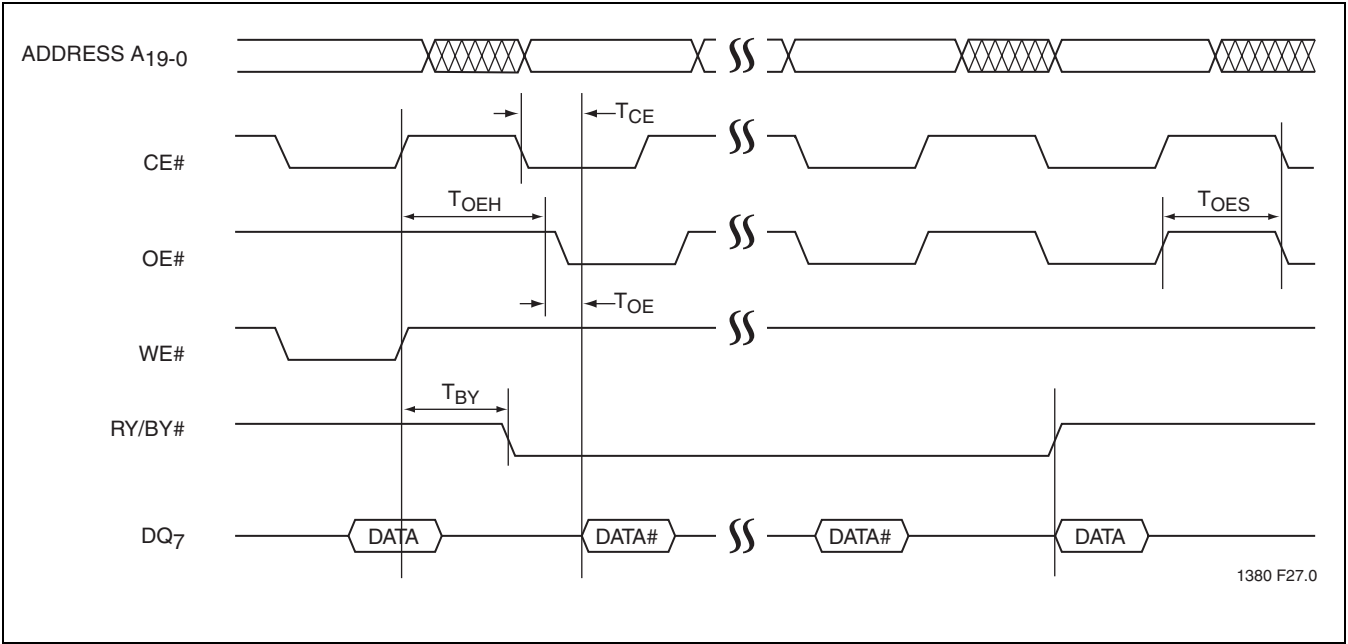 ADDRESS A19-0
TCE
CE#
TOEH
TOES
OE#
TOE
WE#
TBY
RY/BY#
DQ7
DATA
DATA#
DATA#
DATA
1380 F27.0